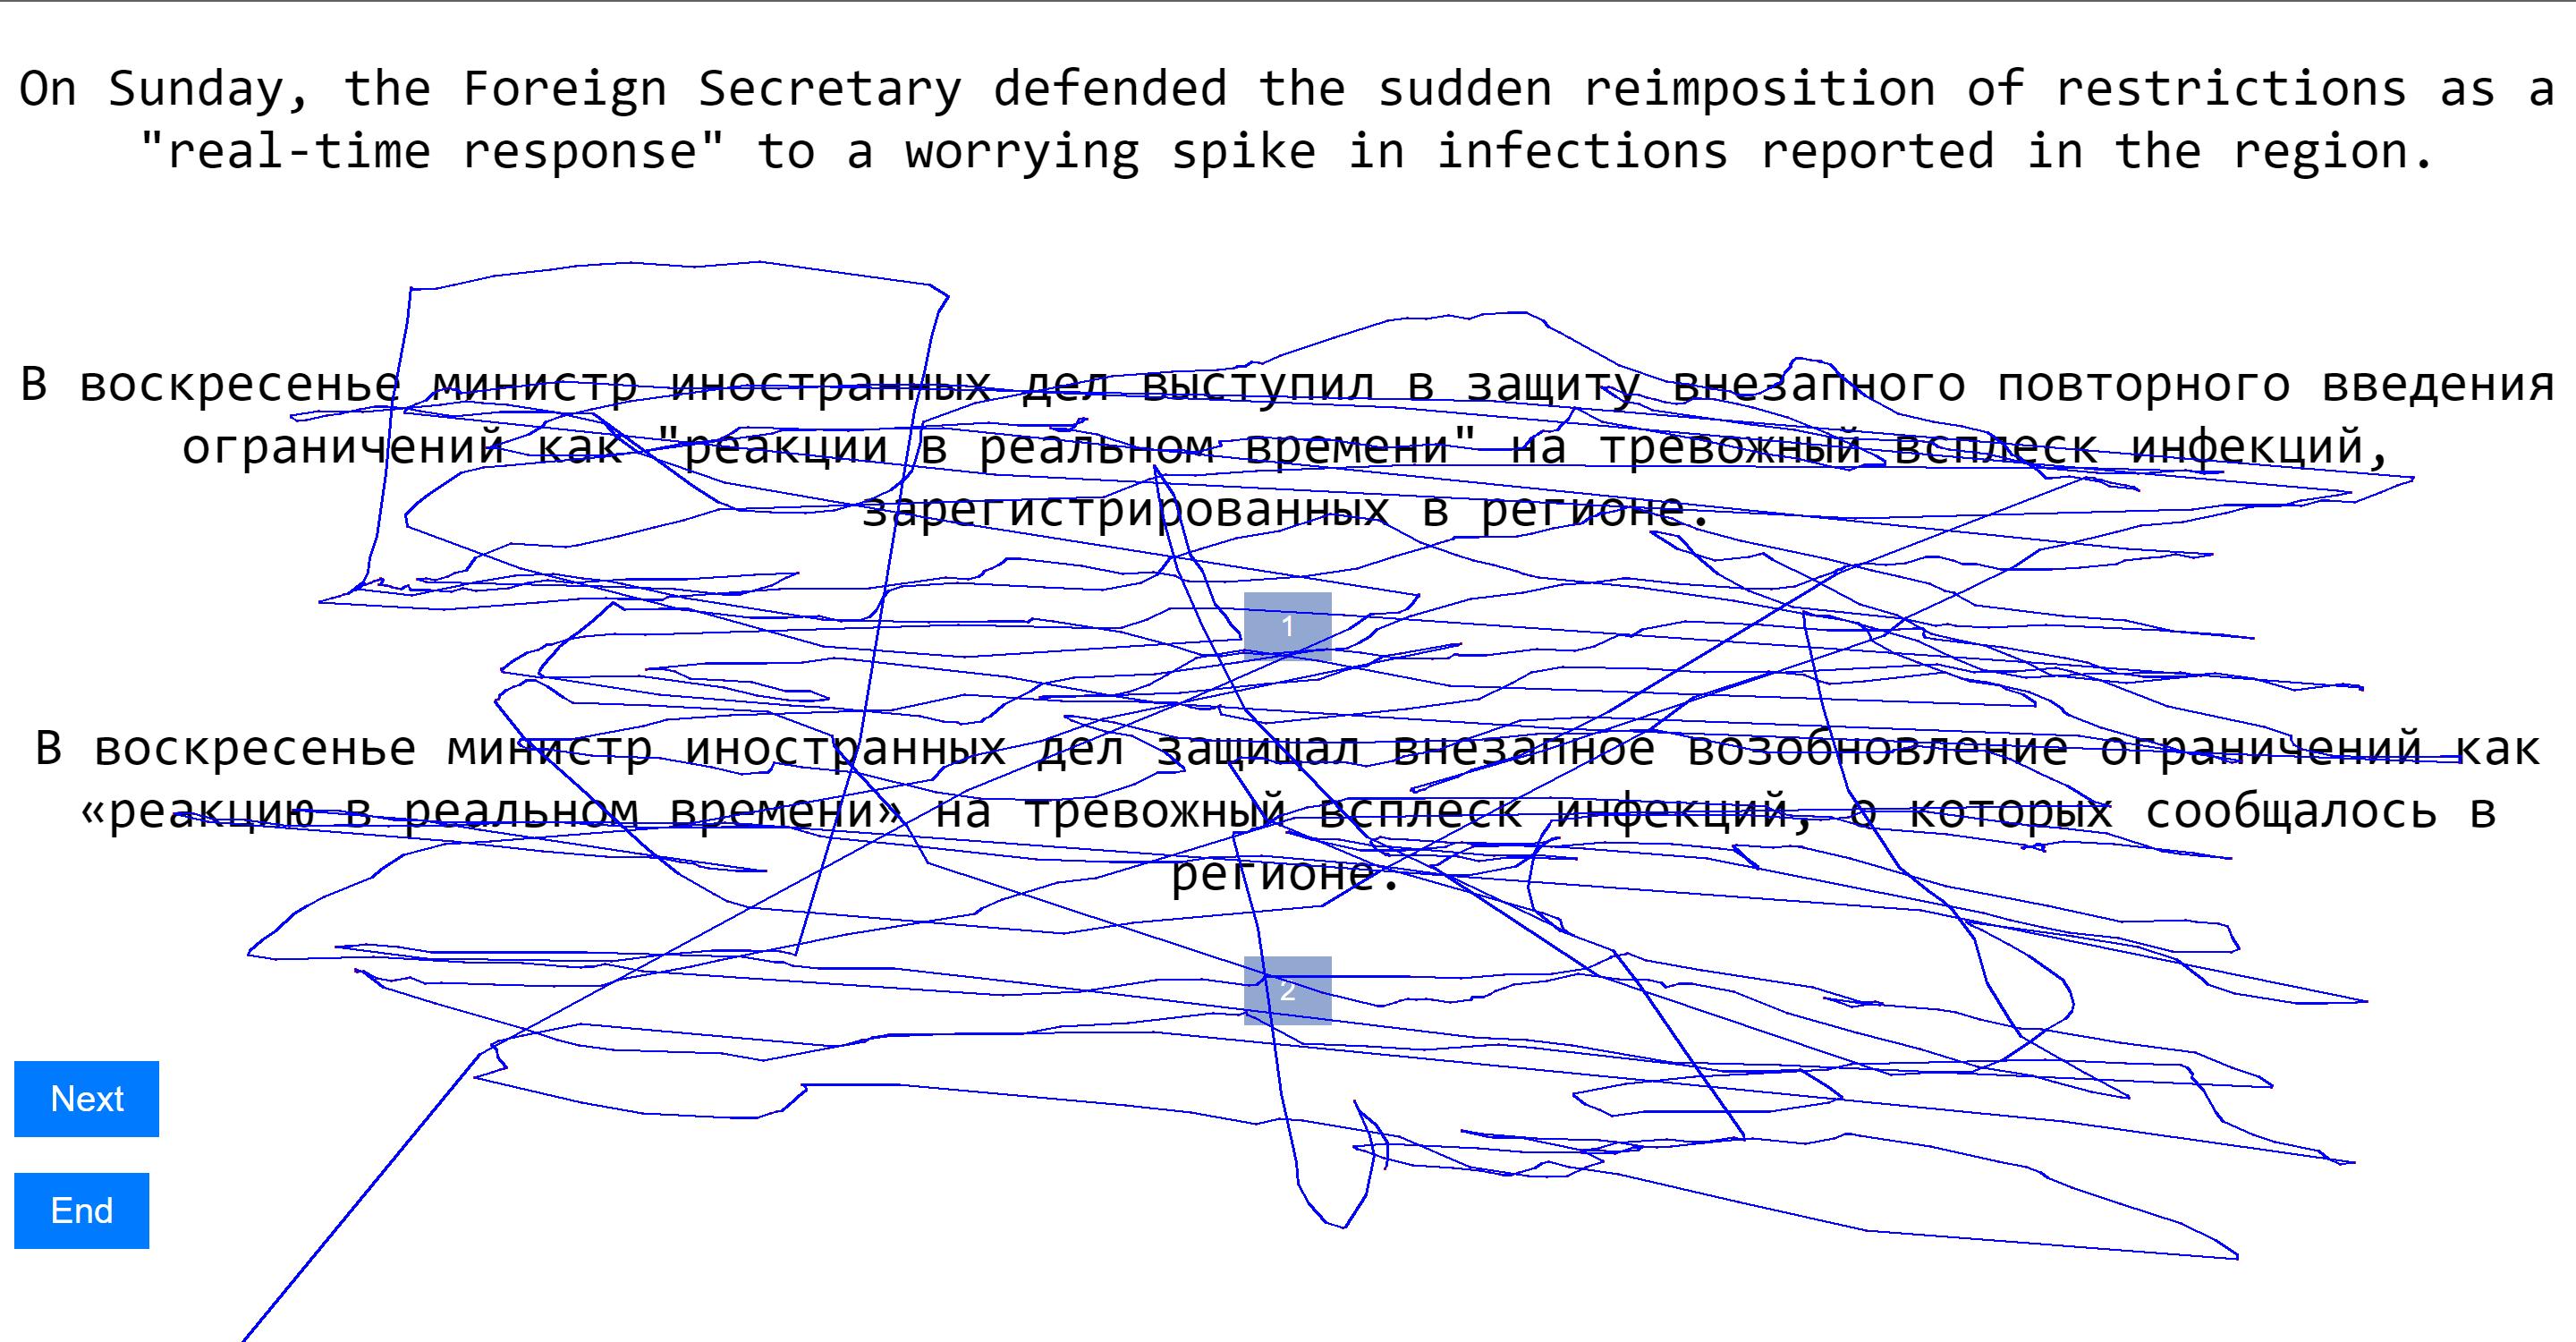 On Sunday, the Foreign Secretary defended the sudden reimposition of restrictions as a
"real-time response" to a worrying spike in infections reported in the region.
В воскресенье министр иностранных дел выступил в защиту внезапного повторного введения
ограничений как "реакции в реальном времени" на тревожный всплеск инфекций,
зарегистрированных в регионе.
1
В воскресенье министр иностранных дел защищал внезапное возобновление ограничений как
«реакцию в реальном времени» на тревожный всплеск инфекций, о которых сообщалось в
регионе.
2
Next
End